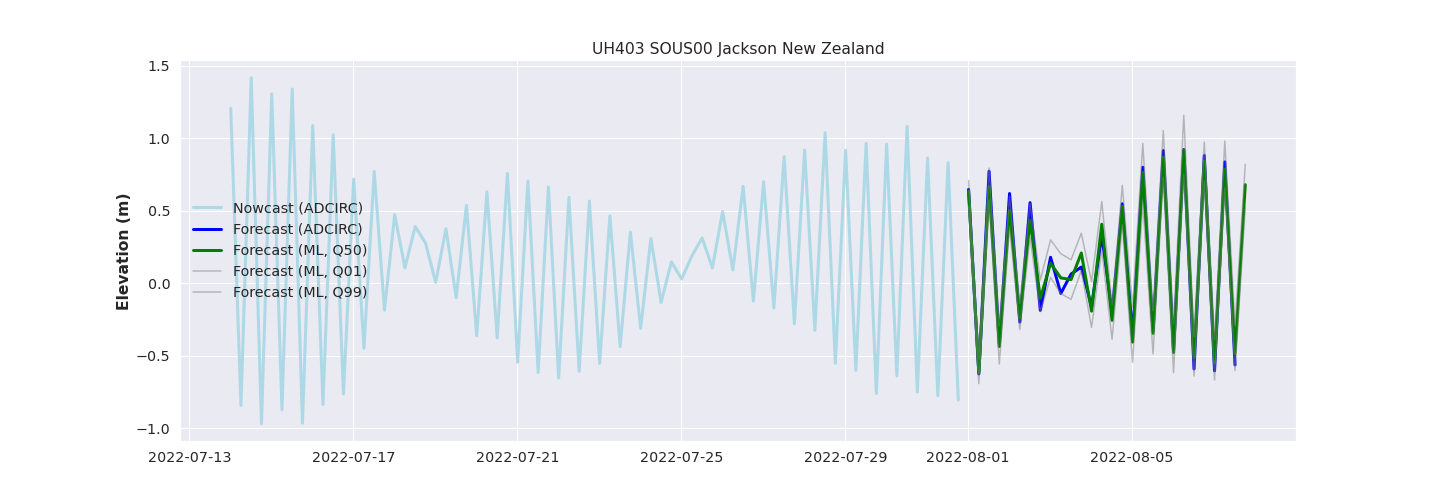 UH403 SOUS00 Jackson New Zealand
Elevation (m)
1.5
1.0
0.5
0.0
−0.5
−1.0
Nowcast (ADCIRC)
Forecast (ADCIRC)
Forecast (ML, Q50)
Forecast (ML, Q01)
Forecast (ML, Q99)
2022-07-13 2022-07-17 2022-07-21 2022-07-25 2022-07-29 2022-08-01 2022-08-05